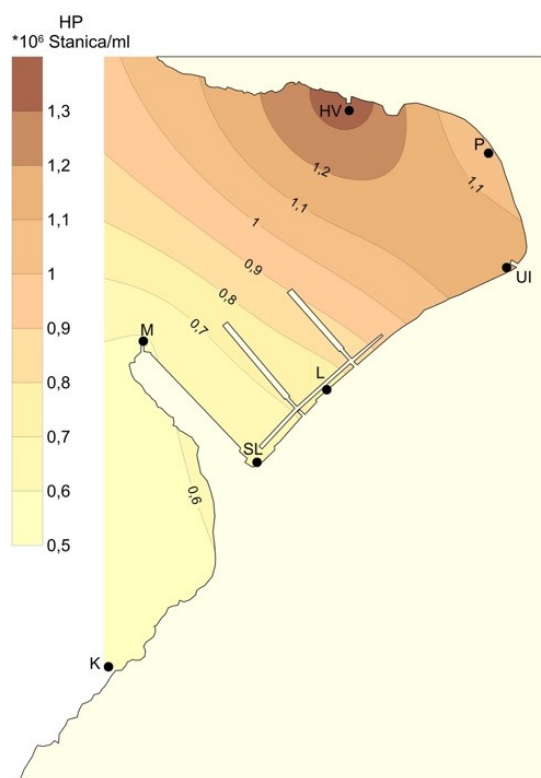 HP
*10⁶ Stanica/ml
1,3
1,2
1,1
1
0,9
0,8
0,7
0,6
0,5
HV
P
1,2
1,1
1,1
1
0,9
UI
0,8
0,7
M
L
SL
0,6
K